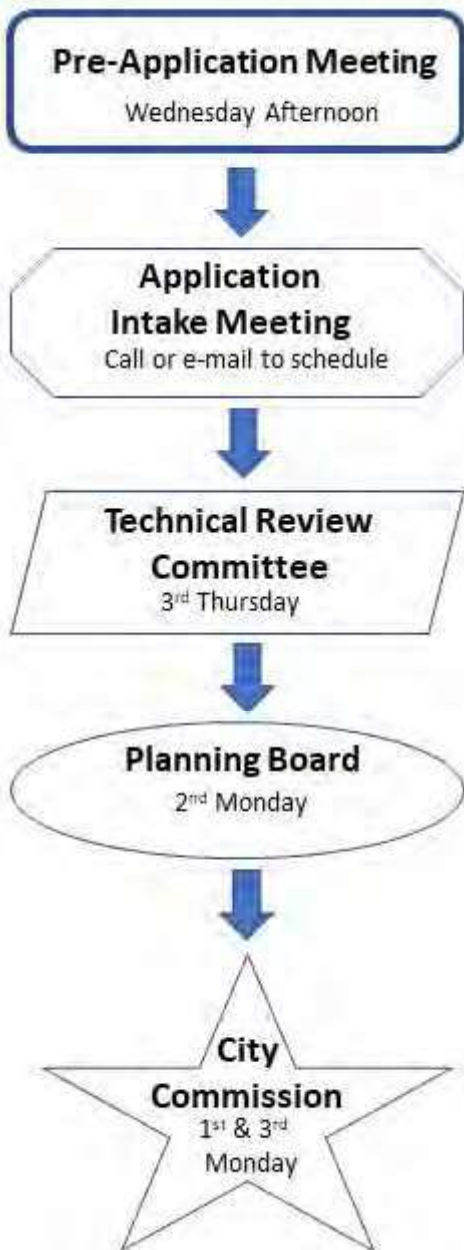 Pre-Application Meeting
Wednesday Afternoon
Application
Intake Meeting
Call or e-mail to schedule
Technical Review
Committee
3rd Thursday
Planning Board
2nd Monday
City
Commission
1st & 3rd
Monday